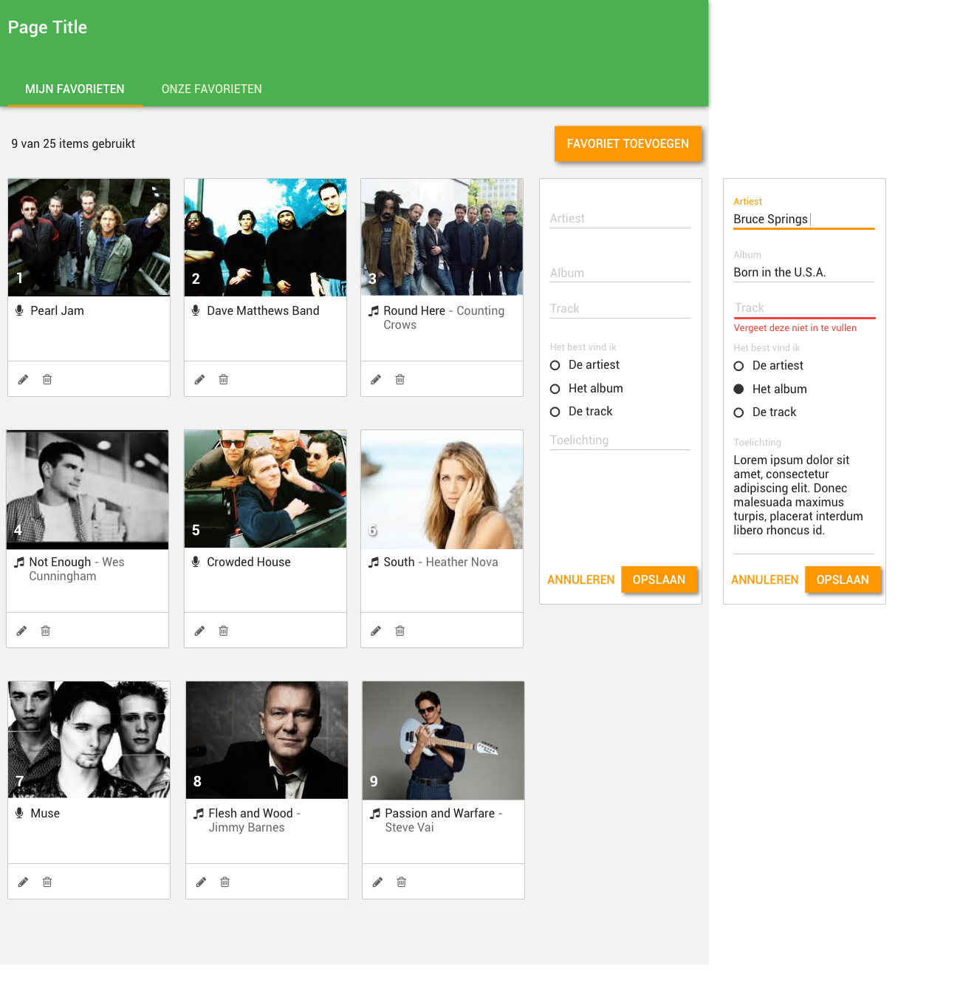 Page Title
MIJN FAVORIETEN
ONZE FAVORIETEN
9 van 25 items gebruikt
FAVORIET TOEVOEGEN
1
Pearl Jam
2
Dave Matthews Band
3
Round Here - Counting
Crows
4
Not Enough - Wes
Cunningham
5
Crowded House
6
South - Heather Nova
7
Muse
8
Flesh and Wood -
Jimmy Barnes
9
Passion and Warfare -
Steve Vai
Artiest
Album
Track
Het best vind ik
De artiest
Het album
De track
Toelichting
ANNULEREN
OPSLAAN
Artiest
Bruce Springs
Album
Born in the U.S.A.
Track
Vergeet deze niet in te vullen
Het best vind ik
De artiest
Het album
De track
Toelichting
Lorem ipsum dolor sit
amet, consectetur
adipiscing elit. Donec
malesuada maximus
turpis, placerat interdum
libero rhoncus id.
ANNULEREN
OPSLAAN